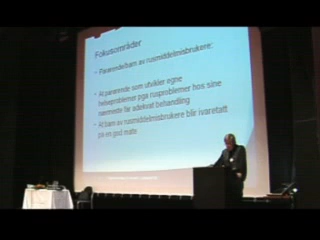 Fokusområder
Pårørende/barn av rusmiddelmisbrukere:
At pårørende som utvikler egne
helseproblemer pga rusproblemer hos sine
nærmeste får adekvat behandling
At barn av rusmiddelmisbrukere blir ivaretatt
på en god måte